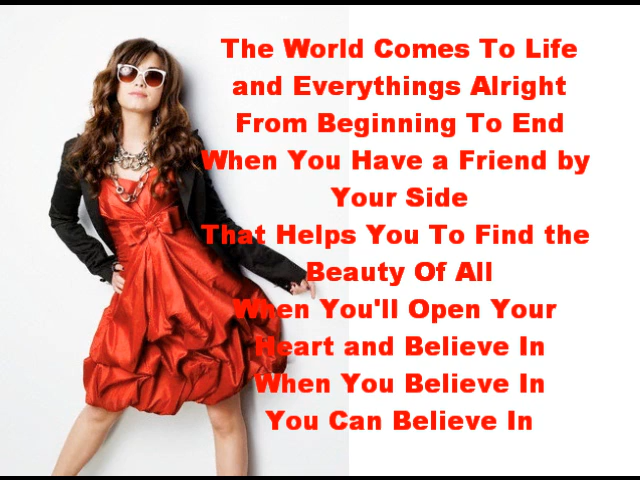 The World Comes To Life
and Everythings Alright
From Beginning To End
When You Have a Friend by
Your Side
That Helps You To Find the
Beauty Of All
When You'll Open Your
Heart and Believe In
When You Believe In
You Can Believe In